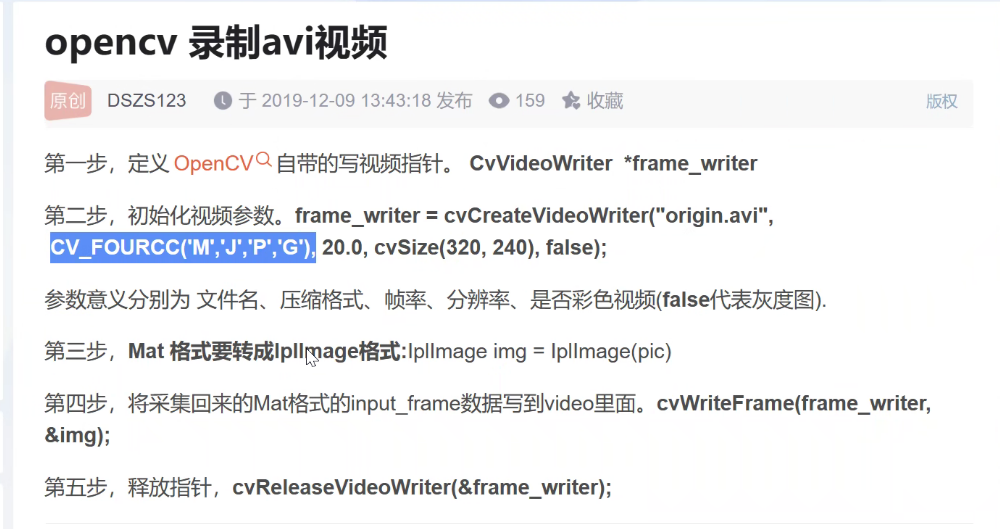 opencv 录制avi视频
原创 DSZS123 于 2019-12-09 13:43:18 发布 159 收藏 版权
第一步，定义 OpenCV 自带的写视频指针。 CvVideoWriter *frame_writer
第二步，初始化视频参数。frame_writer = cvCreateVideoWriter("origin.avi",
CV_FOURCC('M','J','P','G'), 20.0, cvSize(320, 240), false);
参数意义分别为 文件名、压缩格式、帧率、分辨率、是否彩色视频(false代表灰度图).
第三步，Mat 格式要转成IplImage格式:IplImage img = IplImage(pic)
第四步，将采集回来的Mat格式的input_frame数据写到video里面。cvWriteFrame(frame_writer,
&img);
第五步，释放指针，cvReleaseVideoWriter(&frame_writer);